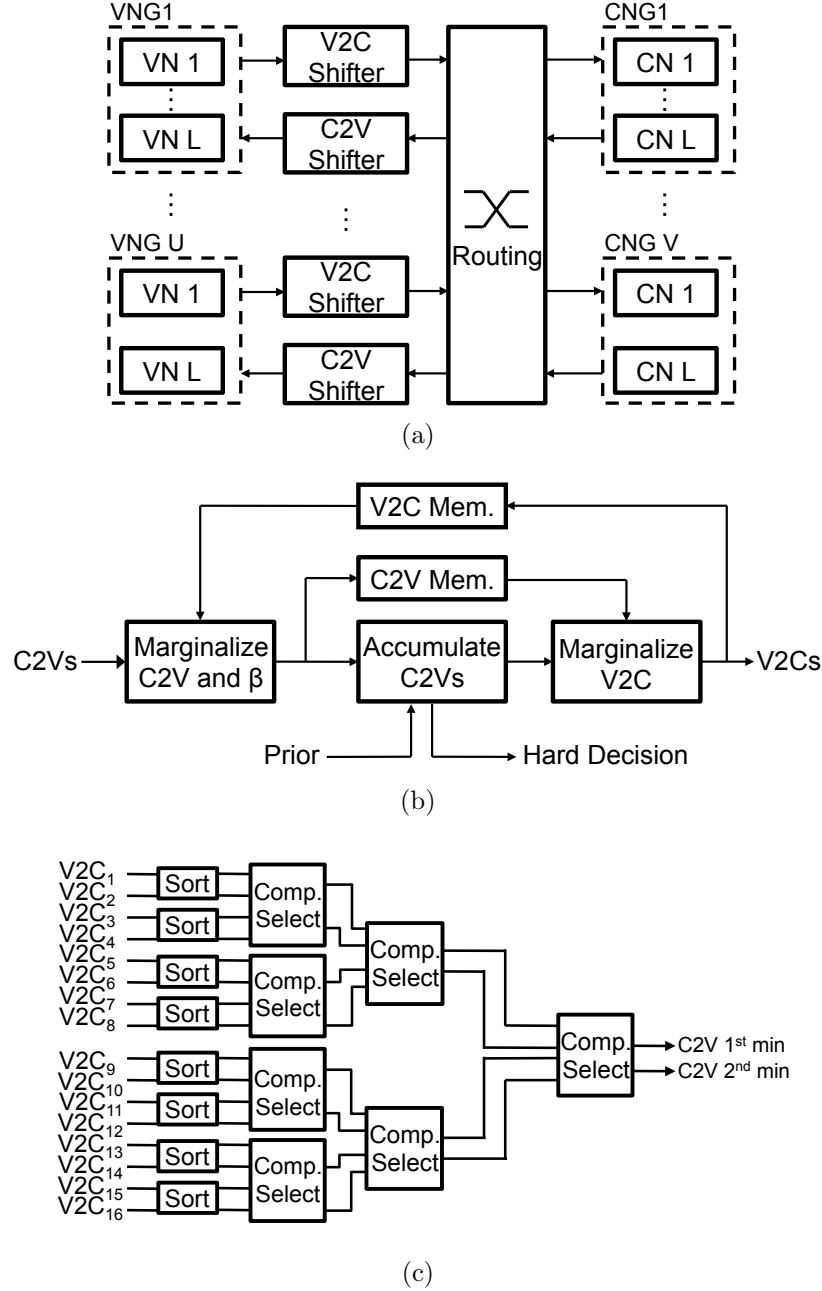 VNG1
CNG1
VN 1
V2C Shifter
CN 1
VN L
C2V Shifter
CN L
Routing
VNG U
CNG V
VN 1
V2C Shifter
CN 1
VN L
C2V Shifter
CN L
(a)
V2C Mem.
C2V Mem.
C2Vs
Marginalize
C2V and β
Accumulate
C2Vs
Marginalize
V2C
V2Cs
Prior
Hard Decision
(b)
V2C1
V2C2
V2C3
V2C4
V2C5
V2C6
V2C7
V2C8
V2C9
V2C10
V2C11
V2C12
V2C13
V2C14
V2C15
V2C16
Sort
Sort
Sort
Sort
Sort
Sort
Sort
Sort
Comp.
Select
Comp.
Select
Comp.
Select
Comp.
Select
Comp.
Select
Comp.
Select
Comp.
Select
C2V 1st min
C2V 2nd min
(c)